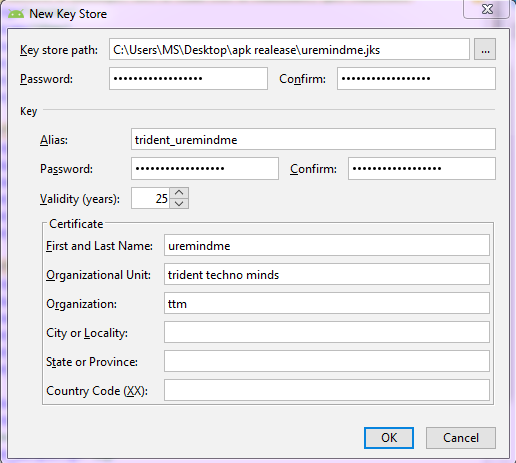 New Key Store
Key store path: C:\Users\MS\Desktop\apk realease\uremindme.jks ...
Password: ••••••••••••••••• Confirm: •••••••••••••••••
Key
Alias: trident_uremindme
Password: ••••••••••••••••• Confirm: •••••••••••••••••
Validity (years): 25
Certificate
First and Last Name: uremindme
Organizational Unit: trident techno minds
Organization: ttm
City or Locality:
State or Province:
Country Code (XX):
OK Cancel